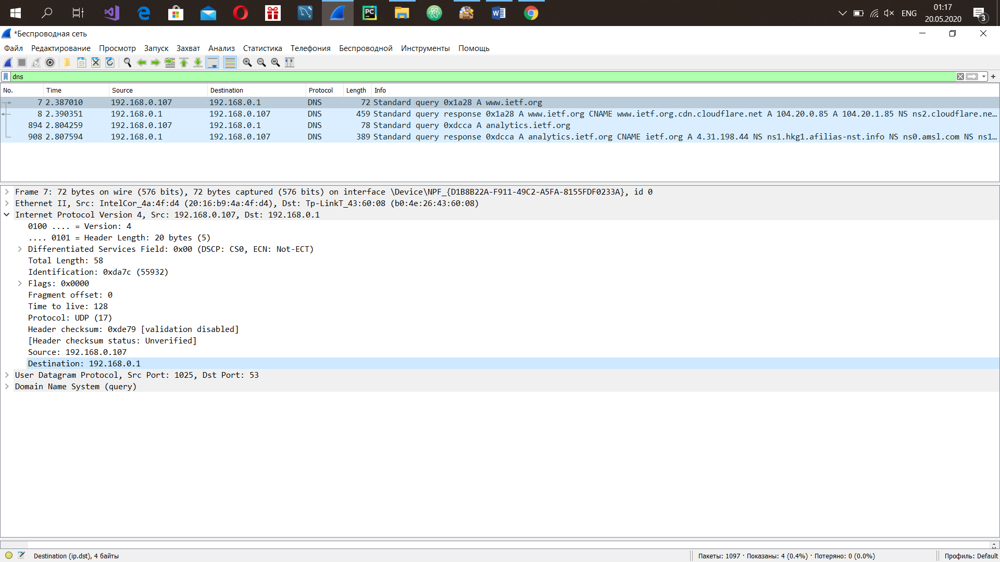 PC
W
ENG
01:17
20.05.2020
3
*Беспроводная сеть
Файл Редактирование Просмотр Запуск Захват Анализ Статистика Телефония Беспроводной Инструменты Помощь
dns
No. Time Source Destination Protocol Length Info
7 2.387010 192.168.0.107 192.168.0.1 DNS 72 Standard query 0x1a28 A www.ietf.org
8 2.390351 192.168.0.1 192.168.0.107 DNS 459 Standard query response 0x1a28 A www.ietf.org CNAME www.ietf.org.cdn.cloudflare.net A 104.20.0.85 A 104.20.1.85 NS ns2.cloudflare.ne…
894 2.804259 192.168.0.107 192.168.0.1 DNS 78 Standard query 0xdcca A analytics.ietf.org
908 2.807594 192.168.0.1 192.168.0.107 DNS 389 Standard query response 0xdcca A analytics.ietf.org CNAME ietf.org A 4.31.198.44 NS ns1.hkg1.afilias-nst.info NS ns0.amsl.com NS ns1…
Frame 7: 72 bytes on wire (576 bits), 72 bytes captured (576 bits) on interface \Device\NPF_{D1B8B22A-F911-49C2-A5FA-8155FDF0233A}, id 0
Ethernet II, Src: IntelCor_4a:4f:d4 (20:16:b9:4a:4f:d4), Dst: Tp-LinkT_43:60:08 (b0:4e:26:43:60:08)
Internet Protocol Version 4, Src: 192.168.0.107, Dst: 192.168.0.1
0100 .... = Version: 4
.... 0101 = Header Length: 20 bytes (5)
Differentiated Services Field: 0x00 (DSCP: CS0, ECN: Not-ECT)
Total Length: 58
Identification: 0xda7c (55932)
Flags: 0x0000
Fragment offset: 0
Time to live: 128
Protocol: UDP (17)
Header checksum: 0xde79 [validation disabled]
[Header checksum status: Unverified]
Source: 192.168.0.107
Destination: 192.168.0.1
User Datagram Protocol, Src Port: 1025, Dst Port: 53
Domain Name System (query)
Destination (ip.dst), 4 байты
Пакеты: 1097 · Показаны: 4 (0.4%) · Потеряно: 0 (0.0%)
Профиль: Default